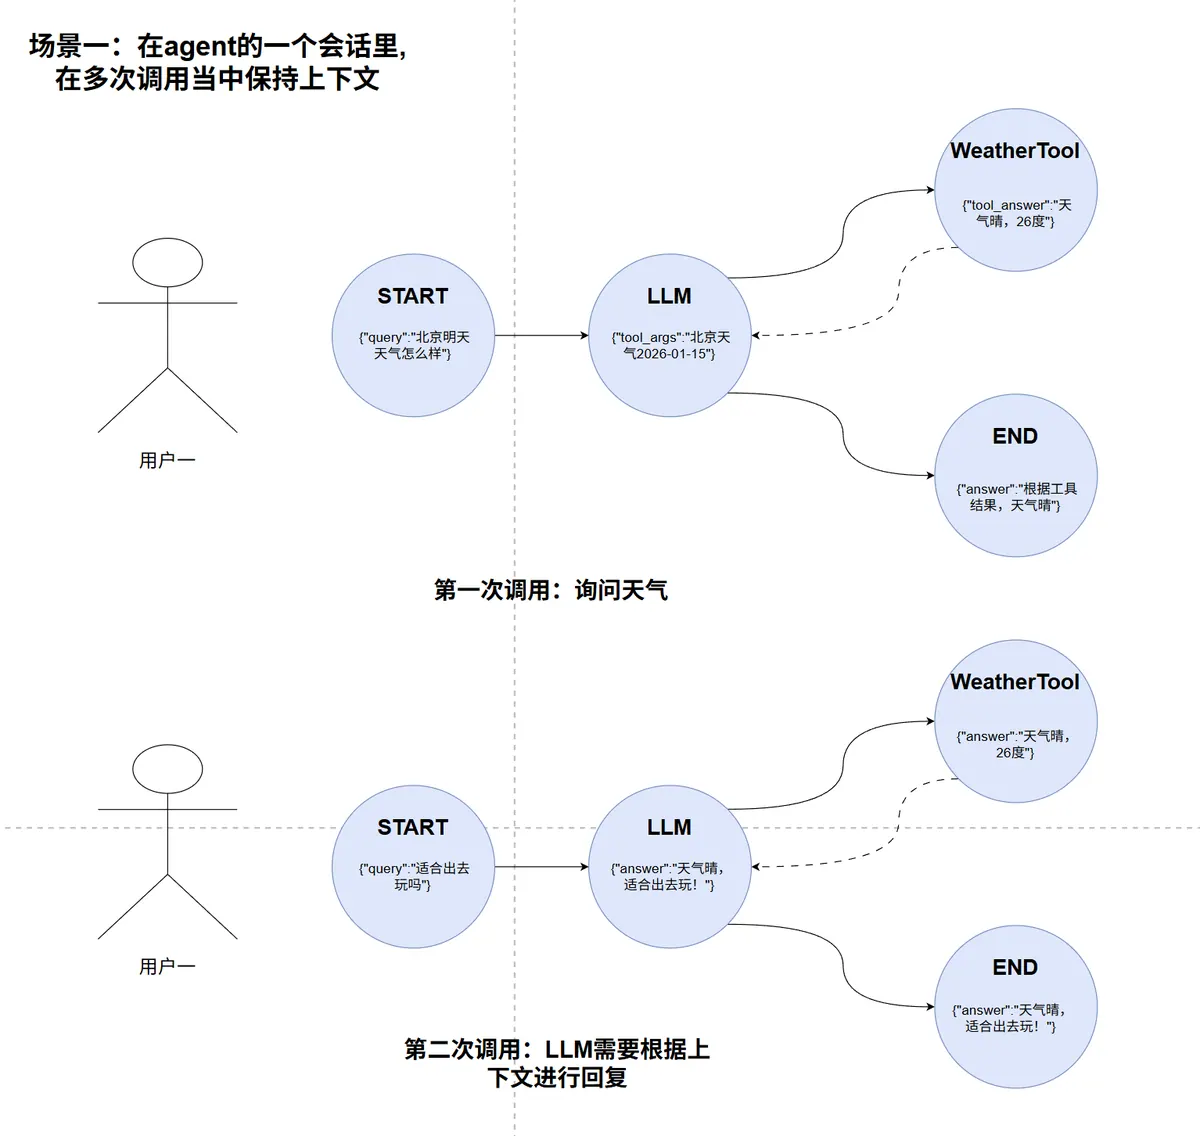 场景一：在agent的一个会话里,
在多次调用当中保持上下文
WeatherTool
{"tool_answer":"天
气晴，26度"}
START
{"query":"北京明天
天气怎么样"}
LLM
{"tool_args":"北京天
气2026-01-15"}
END
{"answer":"根据工具
结果，天气晴"}
用户一
第一次调用：询问天气
WeatherTool
{"answer":"天气晴，
26度"}
START
{"query":"适合出去
玩吗"}
LLM
{"answer":"天气晴，
适合出去玩！"}
END
{"answer":"天气晴，
适合出去玩！"}
用户一
第二次调用：LLM需要根据上
下文进行回复